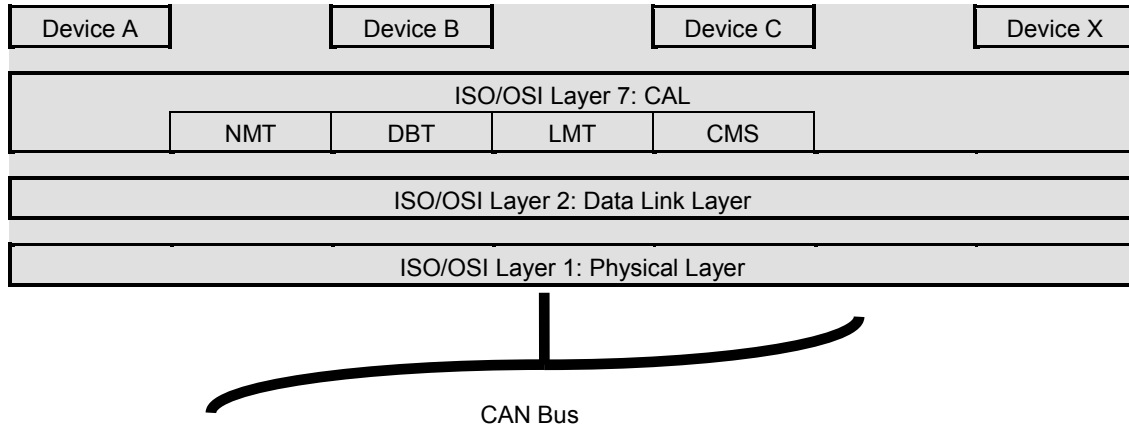 Device A Device B Device C Device X
ISO/OSI Layer 7: CAL
NMT DBT LMT CMS
ISO/OSI Layer 2: Data Link Layer
ISO/OSI Layer 1: Physical Layer
CAN Bus